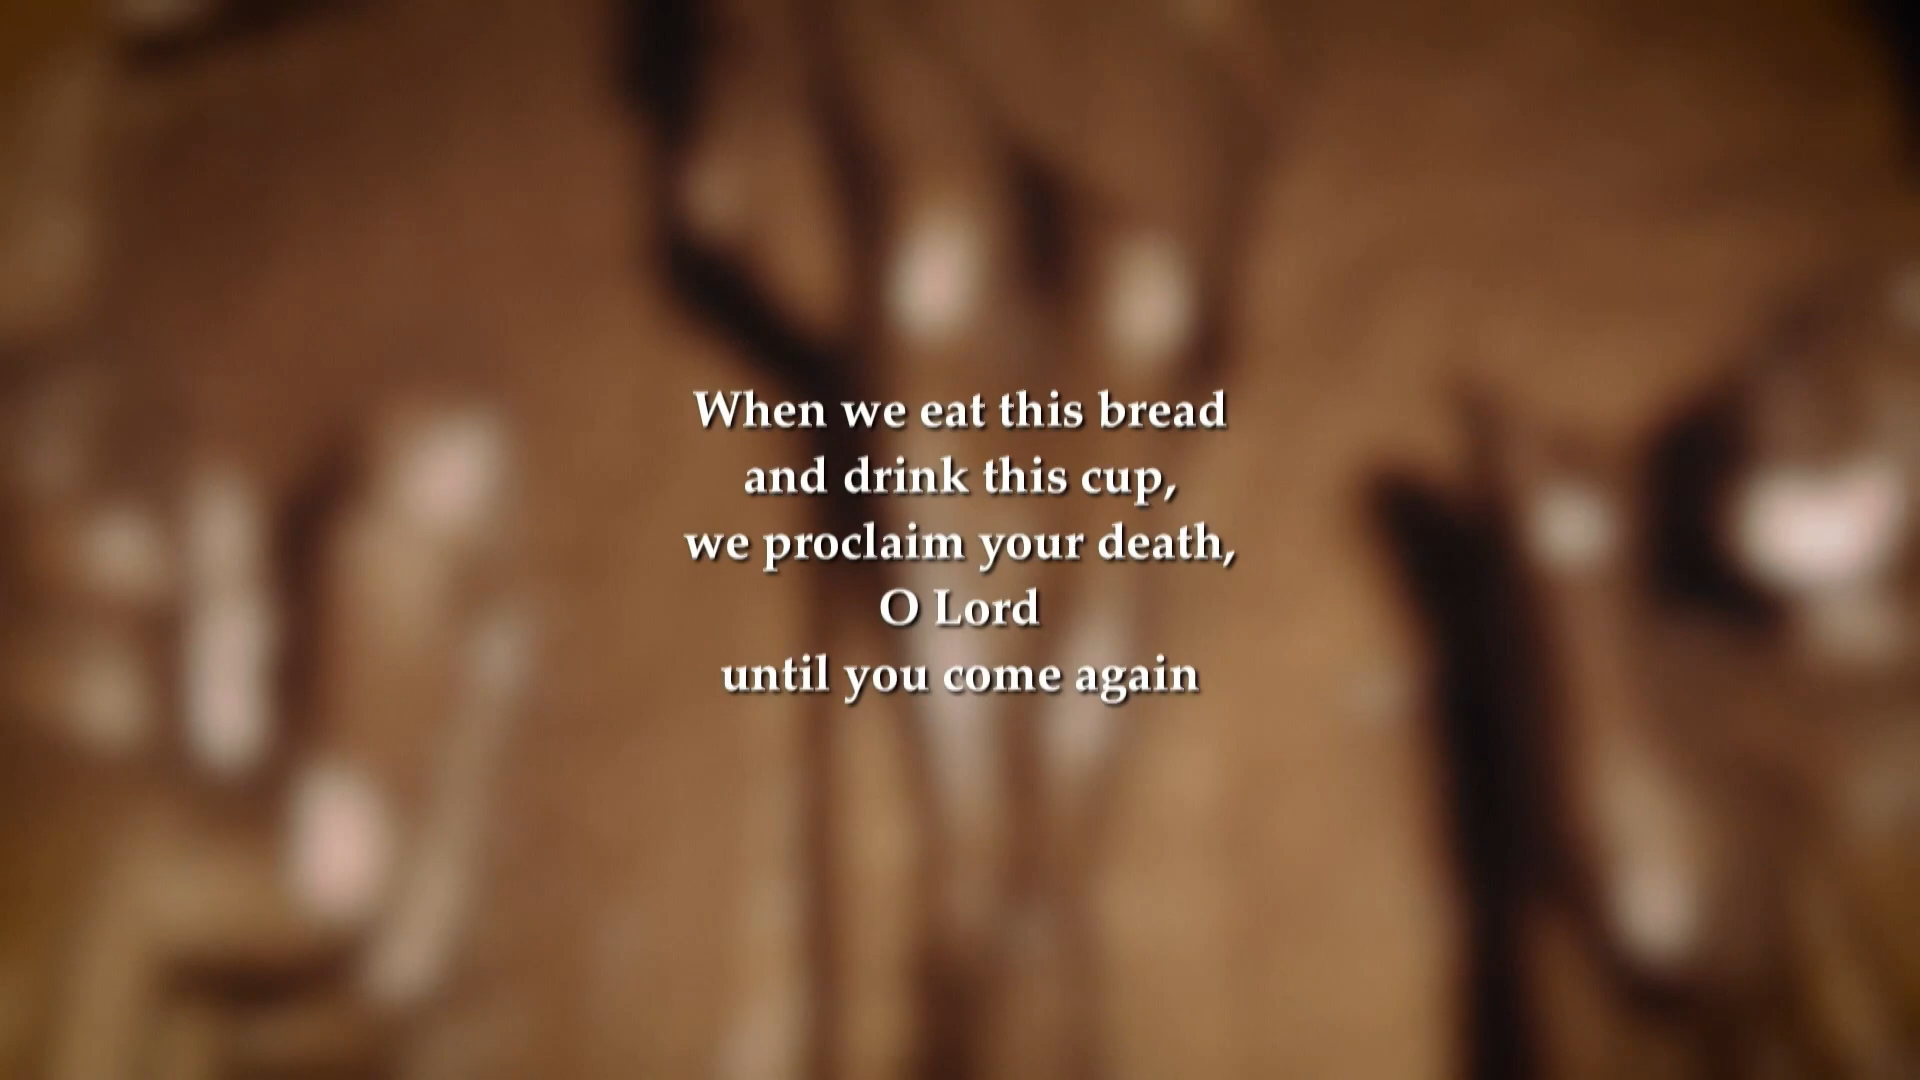 When we eat this bread
and drink this cup,
we proclaim your death,
O Lord
until you come again